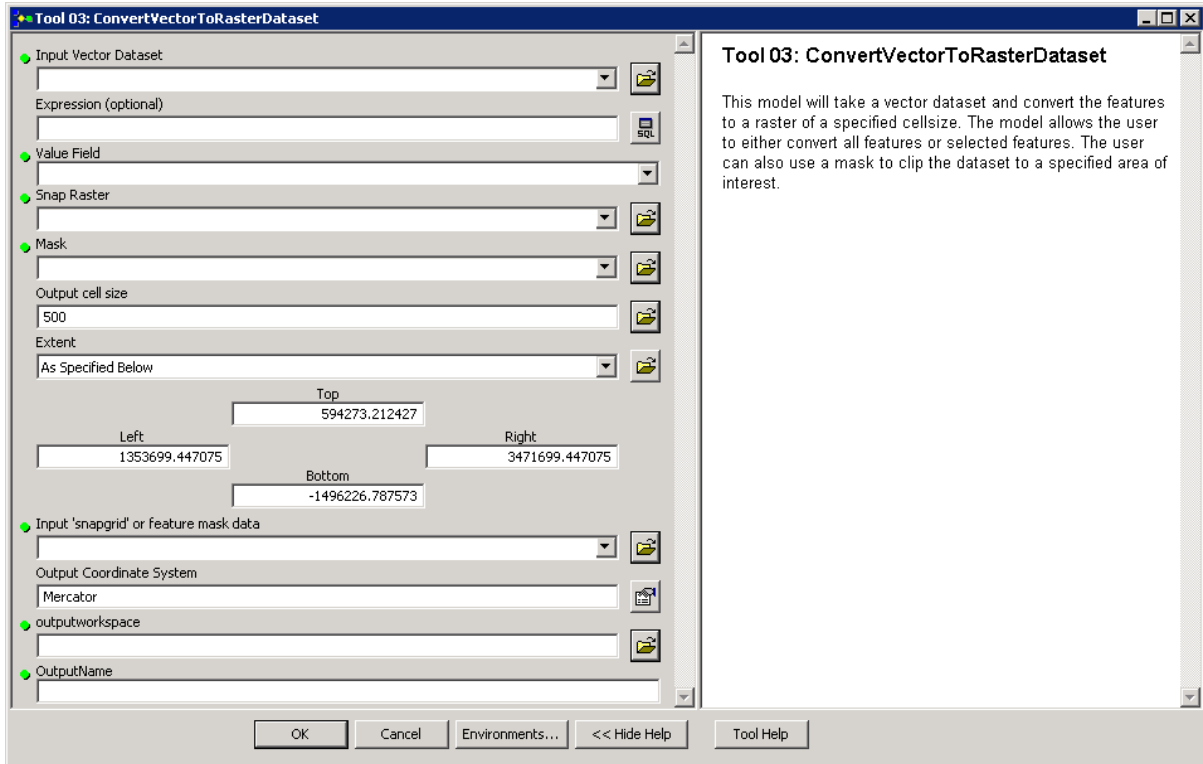 Tool 03: ConvertVectorToRasterDataset
Input Vector Dataset
Expression (optional)
SQL
Value Field
Snap Raster
Mask
Output cell size
500
Extent
As Specified Below
Top
594273.212427
Left
Right
1353699.447075
3471699.447075
Bottom
-1496226.787573
Input 'snapgrid' or feature mask data
Output Coordinate System
Mercator
outputworkspace
OutputName
OK
Cancel
Environments...
<< Hide Help
Tool Help
Tool 03: ConvertVectorToRasterDataset
This model will take a vector dataset and convert the features
to a raster of a specified cellsize. The model allows the user
to either convert all features or selected features. The user
can also use a mask to clip the dataset to a specified area of
interest.